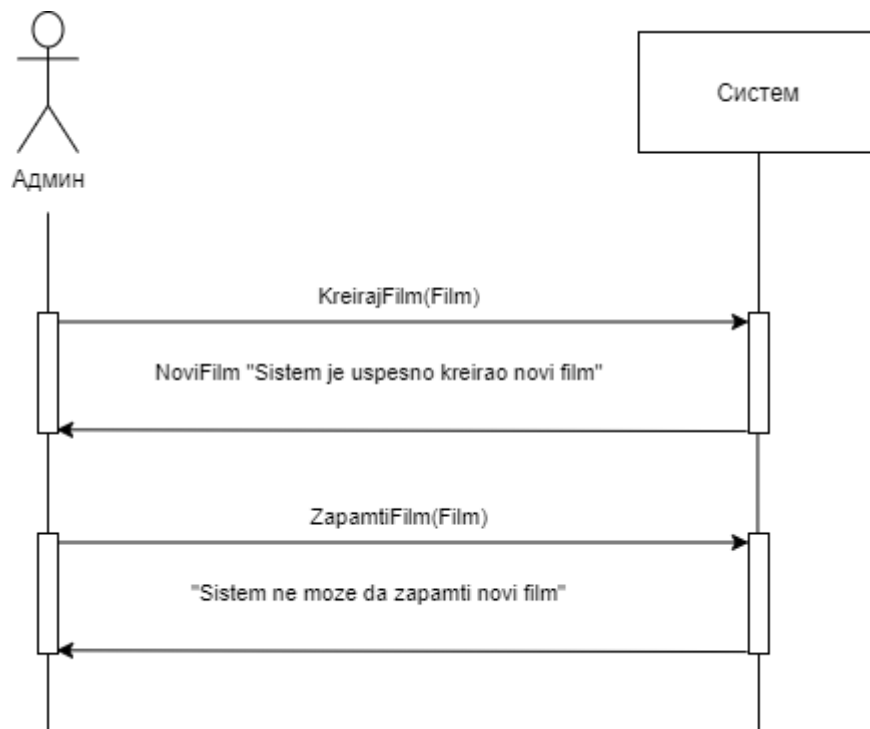 Систем
Админ
KreirajFilm(Film)
NoviFilm "Sistem je uspesno kreirao novi film"
ZapamtiFilm(Film)
"Sistem ne moze da zapamti novi film"